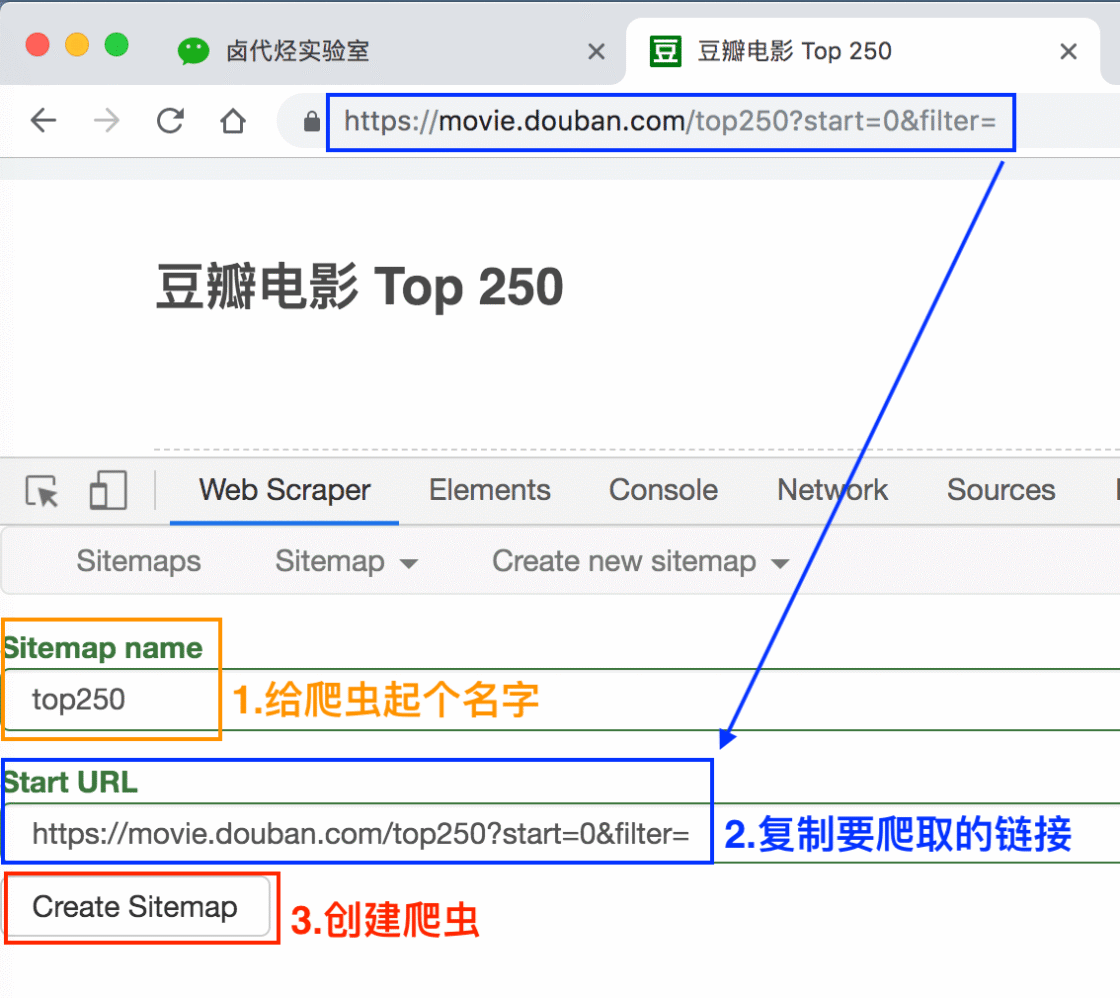 卤代烃实验室
豆 豆瓣电影 Top 250
https://movie.douban.com/top250?start=0&filter=
豆瓣电影 Top 250
Web Scraper Elements Console Network Sources
Sitemaps Sitemap Create new sitemap
Sitemap name
top250
1.给爬虫起个名字
Start URL
https://movie.douban.com/top250?start=0&filter=
2.复制要爬取的链接
Create Sitemap
3.创建爬虫